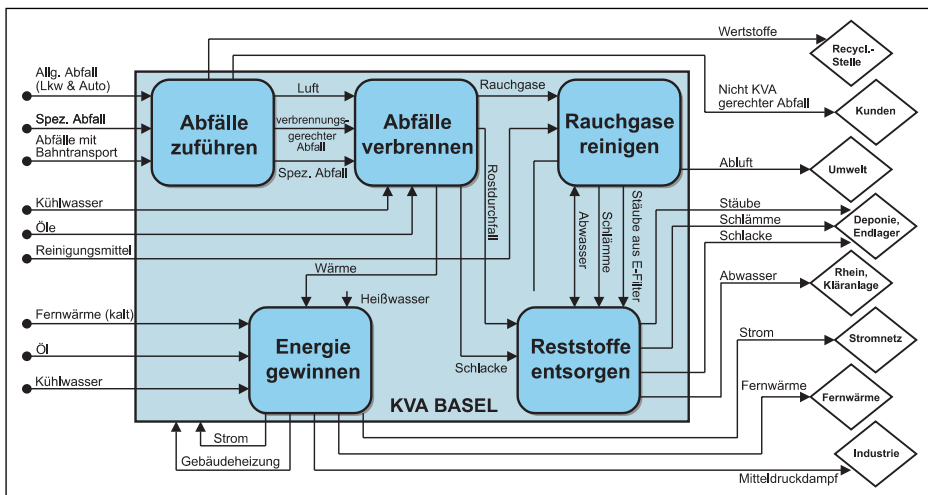 Wertstoffe
Recycl.-
Stelle
Allg. Abfall
(Lkw & Auto)
Luft
Rauchgase
Nicht KVA
gerechter Abfall
Kunden
Spez. Abfall
Abfälle
zuführen
verbrennungs-
gerechter
Abfall
Abfälle
verbrennen
Rauchgase
reinigen
Abfälle mit
Bahntransport
Spez. Abfall
Abluft
Umwelt
Kühlwasser
Öle
Reinigungsmittel
Rostdurchfall
Abwasser
Schlämme
Stäube aus E-Filter
Stäube
Schlämme
Schlacke
Deponie,
Endlager
Wärme
Heißwasser
Abwasser
Rhein,
Kläranlage
Fernwärme (kalt)
Öl
Kühlwasser
Energie
gewinnen
Schlacke
Reststoffe
entsorgen
Strom
Stromnetz
KVA BASEL
Fernwärme
Fernwärme
Strom
Gebäudeheizung
Industrie
Mitteldruckdampf